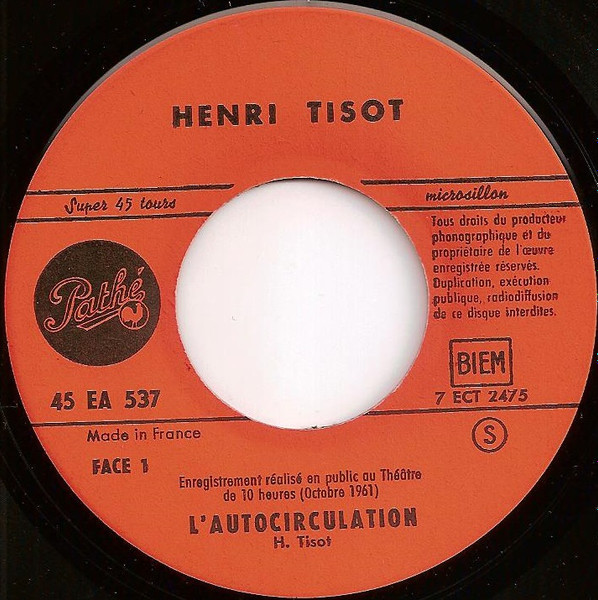 HENRI TISOT
Super 45 tours
microsillon
Tous droits du producteur
phonographique et du
propriétaire de l'œuvre
enregistrée réservés.
Duplication, exécution
publique, radiodiffusion
de ce disque interdites.
Pathé
BIEM
45 EA 537
7 ECT 2475
Made in France
S
FACE 1
Enregistrement réalisé en public au Théâtre
de 10 heures (Octobre 1961)
L'AUTOCIRCULATION
H. Tisot